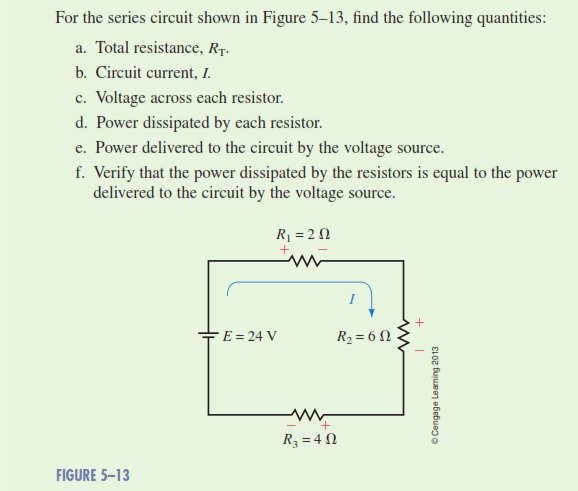 For the series circuit shown in Figure 5–13, find the following quantities:
a. Total resistance, R_T.
b. Circuit current, I.
c. Voltage across each resistor.
d. Power dissipated by each resistor.
e. Power delivered to the circuit by the voltage source.
f. Verify that the power dissipated by the resistors is equal to the power
delivered to the circuit by the voltage source.
R₁ = 2 Ω
+ −
I
+
E = 24 V
R₂ = 6 Ω
−
− +
R₃ = 4 Ω
© Cengage Learning 2013
FIGURE 5–13